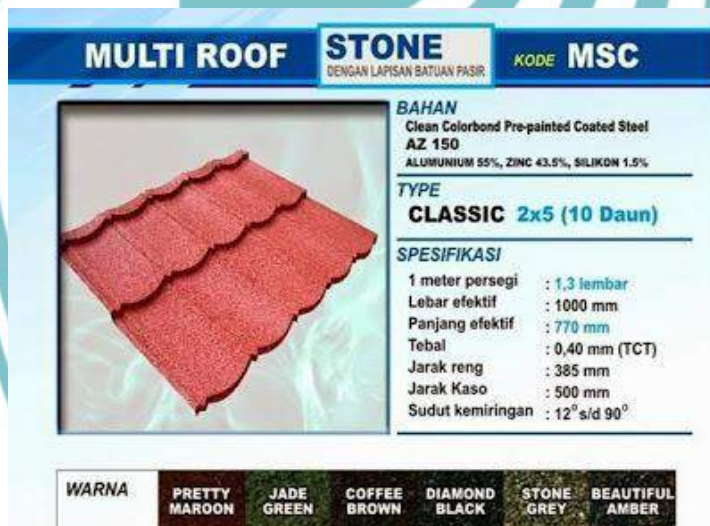 MULTI ROOF
STONE
DENGAN LAPISAN BATUAN PASIR
KODE MSC
BAHAN
Clean Colorbond Pre-painted Coated Steel
AZ 150
ALUMUNIUM 55%, ZINC 43.5%, SILIKON 1.5%
TYPE
CLASSIC 2x5 (10 Daun)
SPESIFIKASI
1 meter persegi : 1,3 lembar
Lebar efektif : 1000 mm
Panjang efektif : 770 mm
Tebal : 0,40 mm (TCT)
Jarak reng : 385 mm
Jarak Kaso : 500 mm
Sudut kemiringan : 12° s/d 90°
WARNA
PRETTY MAROON
JADE GREEN
COFFEE BROWN
DIAMOND BLACK
STONE GREY
BEAUTIFUL AMBER